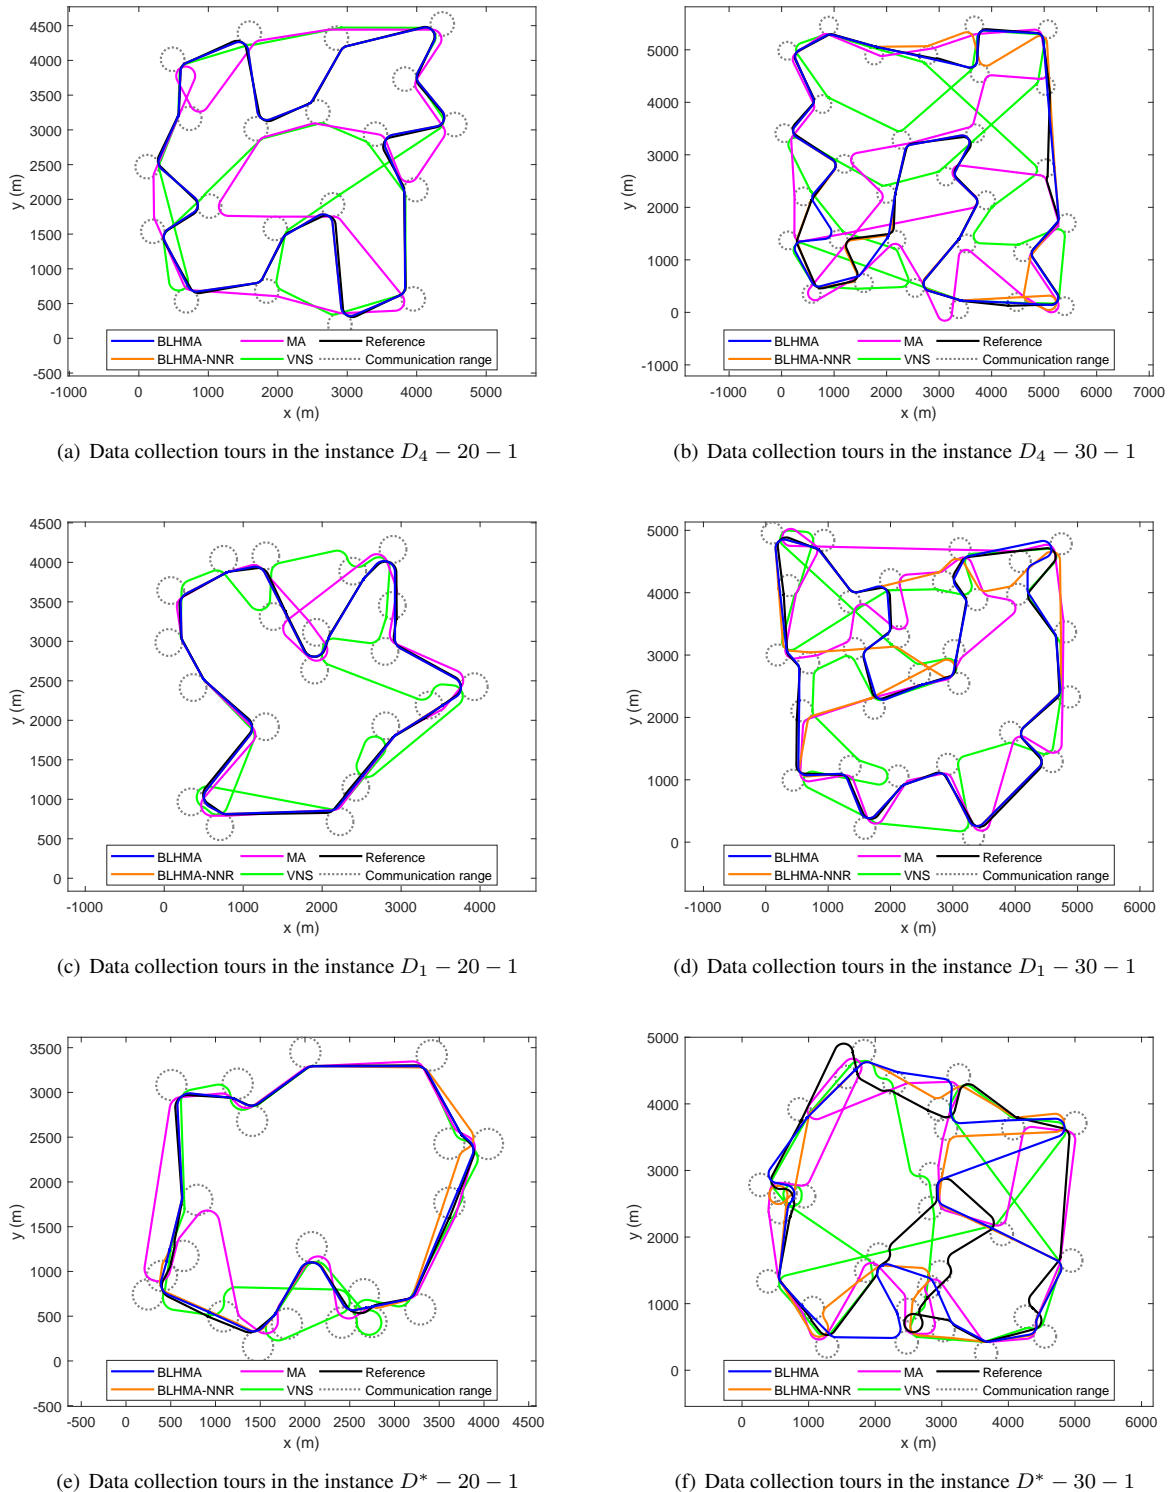 4500
4000
3500
3000
2500
2000
1500
1000
500
0
-500
y (m)
-1000 0 1000 2000 3000 4000 5000
x (m)
BLHMA MA Reference
BLHMA-NNR VNS Communication range
(a) Data collection tours in the instance D₄ − 20 − 1
5000
4000
3000
2000
1000
0
-1000
y (m)
-1000 0 1000 2000 3000 4000 5000 6000 7000
x (m)
BLHMA MA Reference
BLHMA-NNR VNS Communication range
(b) Data collection tours in the instance D₄ − 30 − 1
4500
4000
3500
3000
2500
2000
1500
1000
500
0
y (m)
-1000 0 1000 2000 3000 4000
x (m)
BLHMA MA Reference
BLHMA-NNR VNS Communication range
(c) Data collection tours in the instance D₁ − 20 − 1
5000
4000
3000
2000
1000
0
y (m)
-1000 0 1000 2000 3000 4000 5000 6000
x (m)
BLHMA MA Reference
BLHMA-NNR VNS Communication range
(d) Data collection tours in the instance D₁ − 30 − 1
3500
3000
2500
2000
1500
1000
500
0
-500
y (m)
-500 0 500 1000 1500 2000 2500 3000 3500 4000 4500
x (m)
BLHMA MA Reference
BLHMA-NNR VNS Communication range
(e) Data collection tours in the instance D* − 20 − 1
5000
4000
3000
2000
1000
0
y (m)
0 1000 2000 3000 4000 5000 6000
x (m)
BLHMA MA Reference
BLHMA-NNR VNS Communication range
(f) Data collection tours in the instance D* − 30 − 1